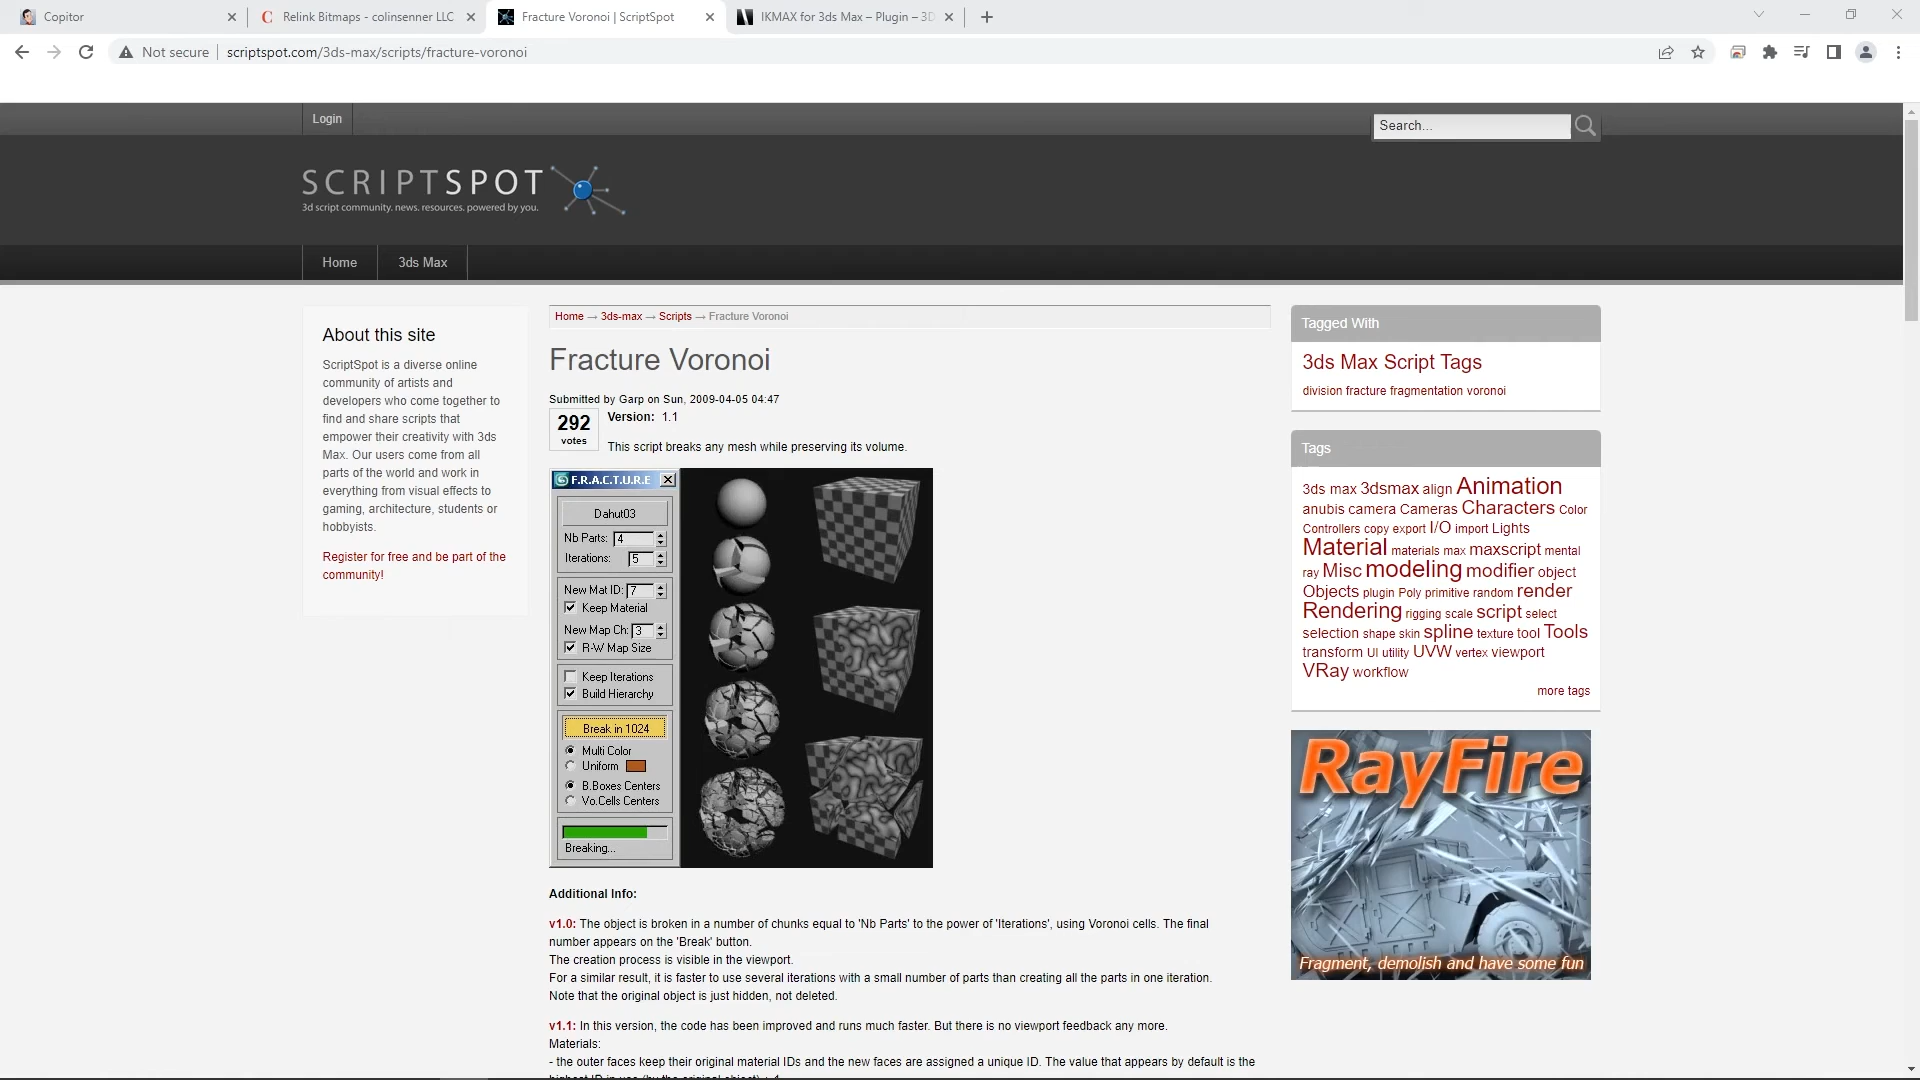 Copitor
Relink Bitmaps - colinsenner LLC
Fracture Voronoi | ScriptSpot
IKMAX for 3ds Max – Plugin – 3D
Not secure
scriptspot.com/3ds-max/scripts/fracture-voronoi
Login
Search...
SCRIPTSPOT
3d script community. news. resources. powered by you.
Home
3ds Max
About this site
ScriptSpot is a diverse online
community of artists and
developers who come together to
find and share scripts that
empower their creativity with 3ds
Max. Our users come from all
parts of the world and work in
everything from visual effects to
gaming, architecture, students or
hobbyists.
Register for free and be part of the
community!
Home → 3ds-max → Scripts → Fracture Voronoi
Fracture Voronoi
Submitted by Garp on Sun, 2009-04-05 04:47
292
votes
Version: 1.1
This script breaks any mesh while preserving its volume.
F.R.A.C.T.U.R.E
Dahut03
Nb Parts: 4
Iterations: 5
New Mat ID: 7
Keep Material
New Map Ch: 3
R-W Map Size
Keep Iterations
Build Hierarchy
Break in 1024
Multi Color
Uniform
B.Boxes Centers
Vo.Cells Centers
Breaking...
Additional Info:
v1.0: The object is broken in a number of chunks equal to 'Nb Parts' to the power of 'Iterations', using Voronoi cells. The final
number appears on the 'Break' button.
The creation process is visible in the viewport.
For a similar result, it is faster to use several iterations with a small number of parts than creating all the parts in one iteration.
Note that the original object is just hidden, not deleted.
v1.1: In this version, the code has been improved and runs much faster. But there is no viewport feedback any more.
Materials:
- the outer faces keep their original material IDs and the new faces are assigned a unique ID. The value that appears by default is the
Tagged With
3ds Max Script Tags
division fracture fragmentation voronoi
Tags
3ds max 3dsmax align Animation
anubis camera Cameras Characters Color
Controllers copy export I/O import Lights
Material materials max maxscript mental
ray Misc modeling modifier object
Objects plugin Poly primitive random render
Rendering rigging scale script select
selection shape skin spline texture tool Tools
transform UI utility UVW vertex viewport
VRay workflow
more tags
RayFire
Fragment, demolish and have some fun